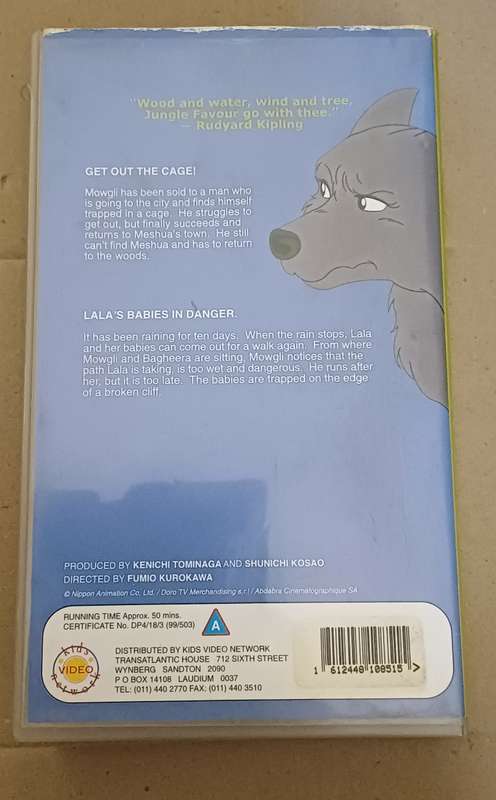 "Wood and water, wind and tree,
Jungle Favour go with thee."
— Rudyard Kipling
GET OUT THE CAGE!
Mowgli has been sold to a man who
is going to the city and finds himself
trapped in a cage. He struggles to
get out, but finally succeeds and
returns to Meshua's town. He still
can't find Meshua and has to return
to the woods.
LALA'S BABIES IN DANGER.
It has been raining for ten days. When the rain stops, Lala
and her babies can come out for a walk again. From where
Mowgli and Bagheera are sitting, Mowgli notices that the
path Lala is taking, is too wet and dangerous. He runs after
her, but it is too late. The babies are trapped on the edge
of a broken cliff.
PRODUCED BY KENICHI TOMINAGA AND SHUNICHI KOSAO
DIRECTED BY FUMIO KUROKAWA
© Nippon Animation Co. Ltd. / Doro TV Merchandising s.r.l / Abdabra Cinematographique SA
RUNNING TIME Approx. 50 mins.
CERTIFICATE No. DP4/18/3 (99/503)
A
kids
VIDEO
network
DISTRIBUTED BY KIDS VIDEO NETWORK
TRANSATLANTIC HOUSE 712 SIXTH STREET
WYNBERG SANDTON 2090
P O BOX 14108 LAUDIUM 0037
TEL: (011) 440 2770 FAX: (011) 440 3510
1 612448 108515 >